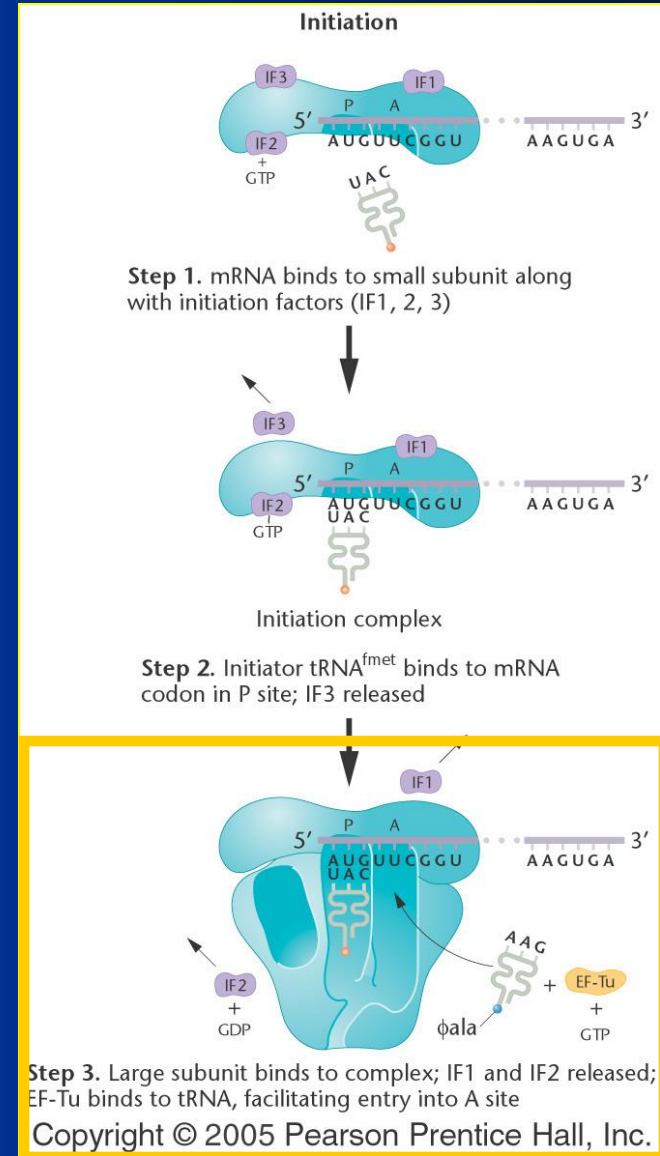 Initiation
IF3
IF1
P A
5′ 3′
IF2
AUGUUCGGU AAGUGA
+
GTP
UAC
Step 1. mRNA binds to small subunit along
with initiation factors (IF1, 2, 3)
IF3
IF1
P A
5′ 3′
IF2
AUGUUCGGU AAGUGA
UAC
GTP
Initiation complex
Step 2. Initiator tRNAfmet binds to mRNA
codon in P site; IF3 released
IF1
P A
5′ 3′
AUGUUCGGU AAGUGA
UAC
AAG
IF2
+
GDP
+ EF-Tu
+
GTP
ϕala
Step 3. Large subunit binds to complex; IF1 and IF2 released;
EF-Tu binds to tRNA, facilitating entry into A site
Copyright © 2005 Pearson Prentice Hall, Inc.